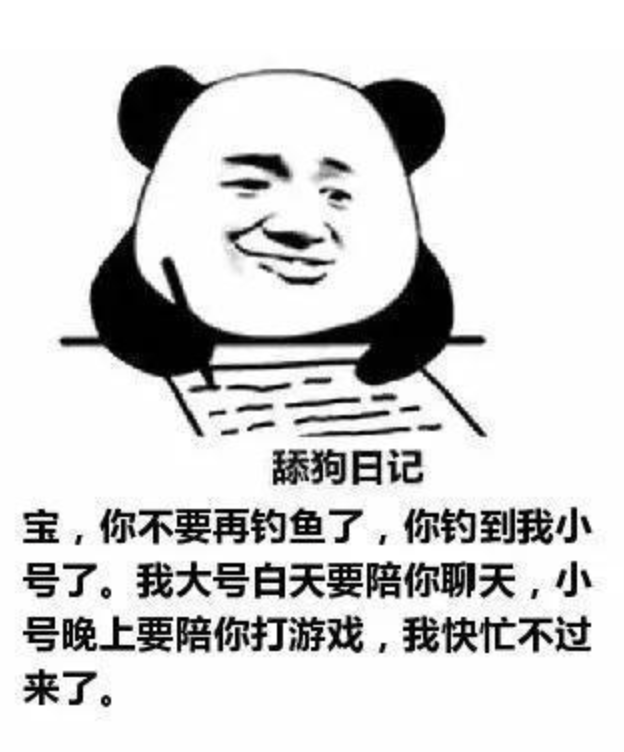 舔狗日记
宝，你不要再钓鱼了，你钓到我小
号了。我大号白天要陪你聊天，小
号晚上要陪你打游戏，我快忙不过
来了。